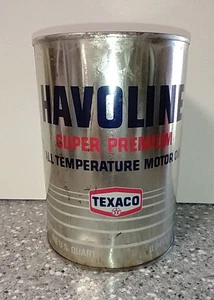 HAVOLINE
SUPER PREMIUM
ALL TEMPERATURE MOTOR OIL
TEXACO
QUART